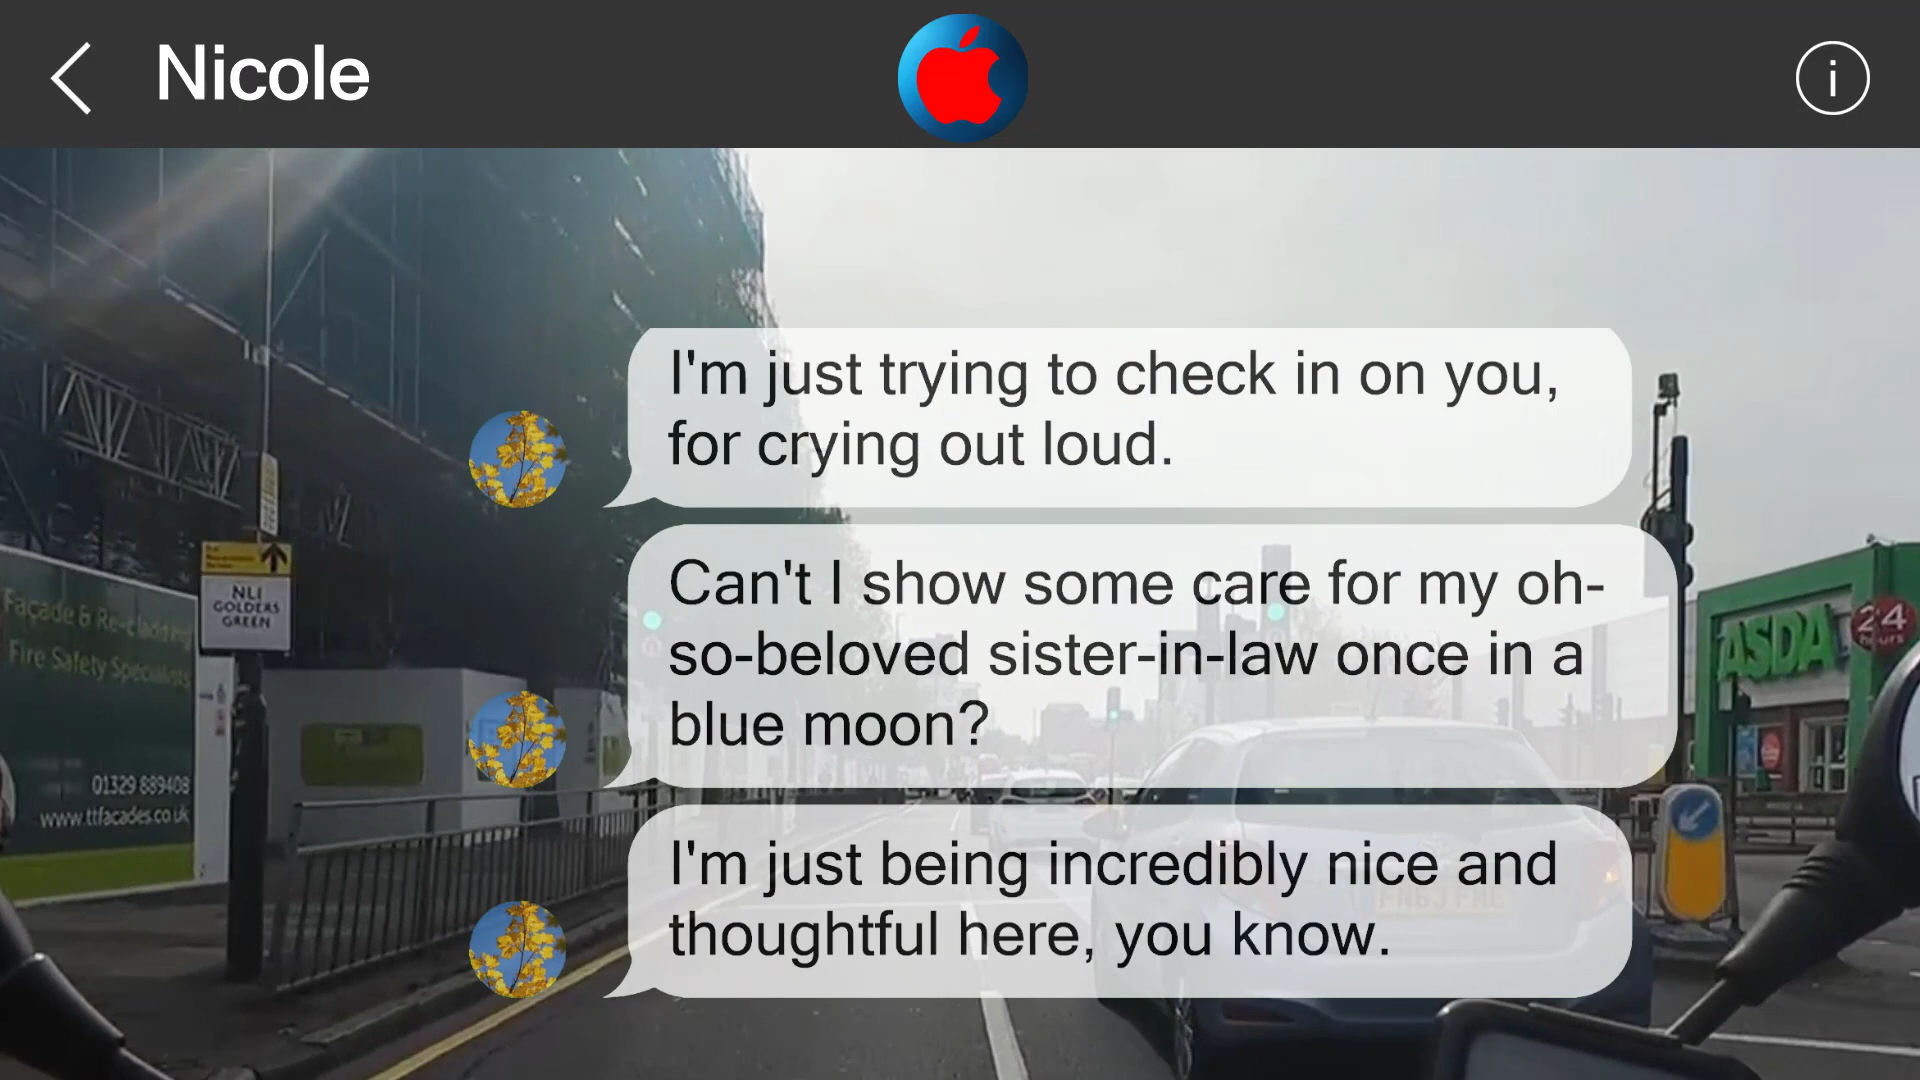 Nicole
I'm just trying to check in on you,
for crying out loud.
Can't I show some care for my oh-
so-beloved sister-in-law once in a
blue moon?
I'm just being incredibly nice and
thoughtful here, you know.
NLI
GOLDERS
GREEN
Façade & Re-cladding
Fire Safety Specialists
01329 889408
www.ttfacades.co.uk
ASDA
24
hours